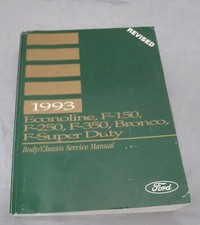 REVISED
1993
Econoline, F-150,
F-250, F-350, Bronco,
F-Super Duty
Body/Chassis Service Manual
Ford